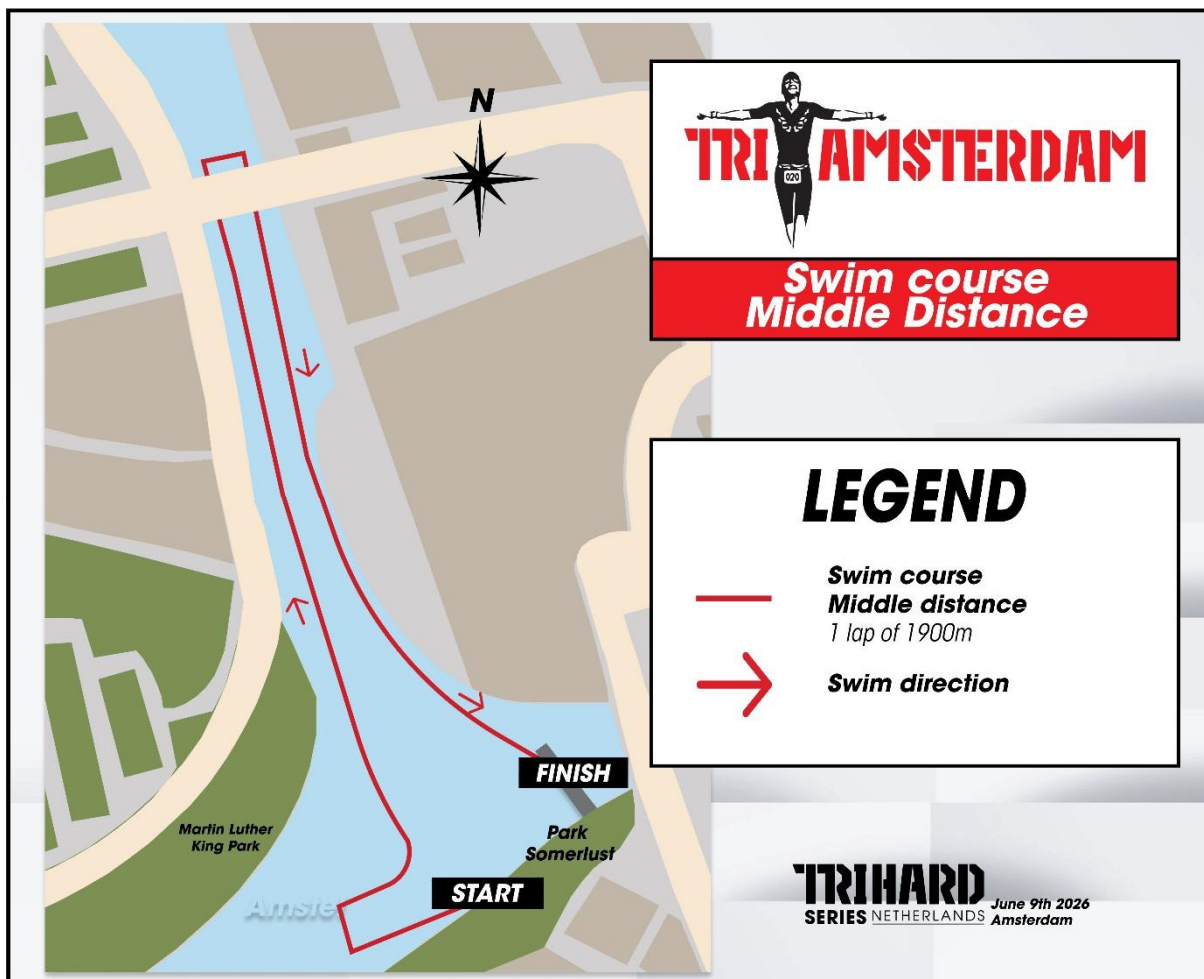 N
TRI AMSTERDAM
020
Swim course
Middle Distance
LEGEND
Swim course
Middle distance
1 lap of 1900m
Swim direction
FINISH
Martin Luther
King Park
Park
Somerlust
START
Amste
TRIHARD
SERIES NETHERLANDS
June 9th 2026
Amsterdam